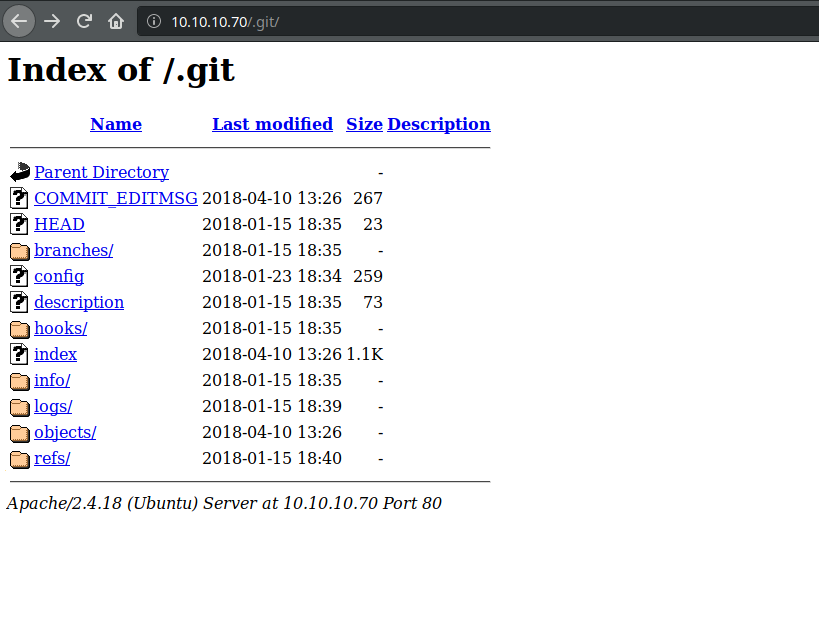 10.10.10.70/.git/
Index of /.git
Name Last modified Size Description
Parent Directory -
COMMIT_EDITMSG 2018-04-10 13:26 267
HEAD 2018-01-15 18:35 23
branches/ 2018-01-15 18:35 -
config 2018-01-23 18:34 259
description 2018-01-15 18:35 73
hooks/ 2018-01-15 18:35 -
index 2018-04-10 13:26 1.1K
info/ 2018-01-15 18:35 -
logs/ 2018-01-15 18:39 -
objects/ 2018-04-10 13:26 -
refs/ 2018-01-15 18:40 -
Apache/2.4.18 (Ubuntu) Server at 10.10.10.70 Port 80